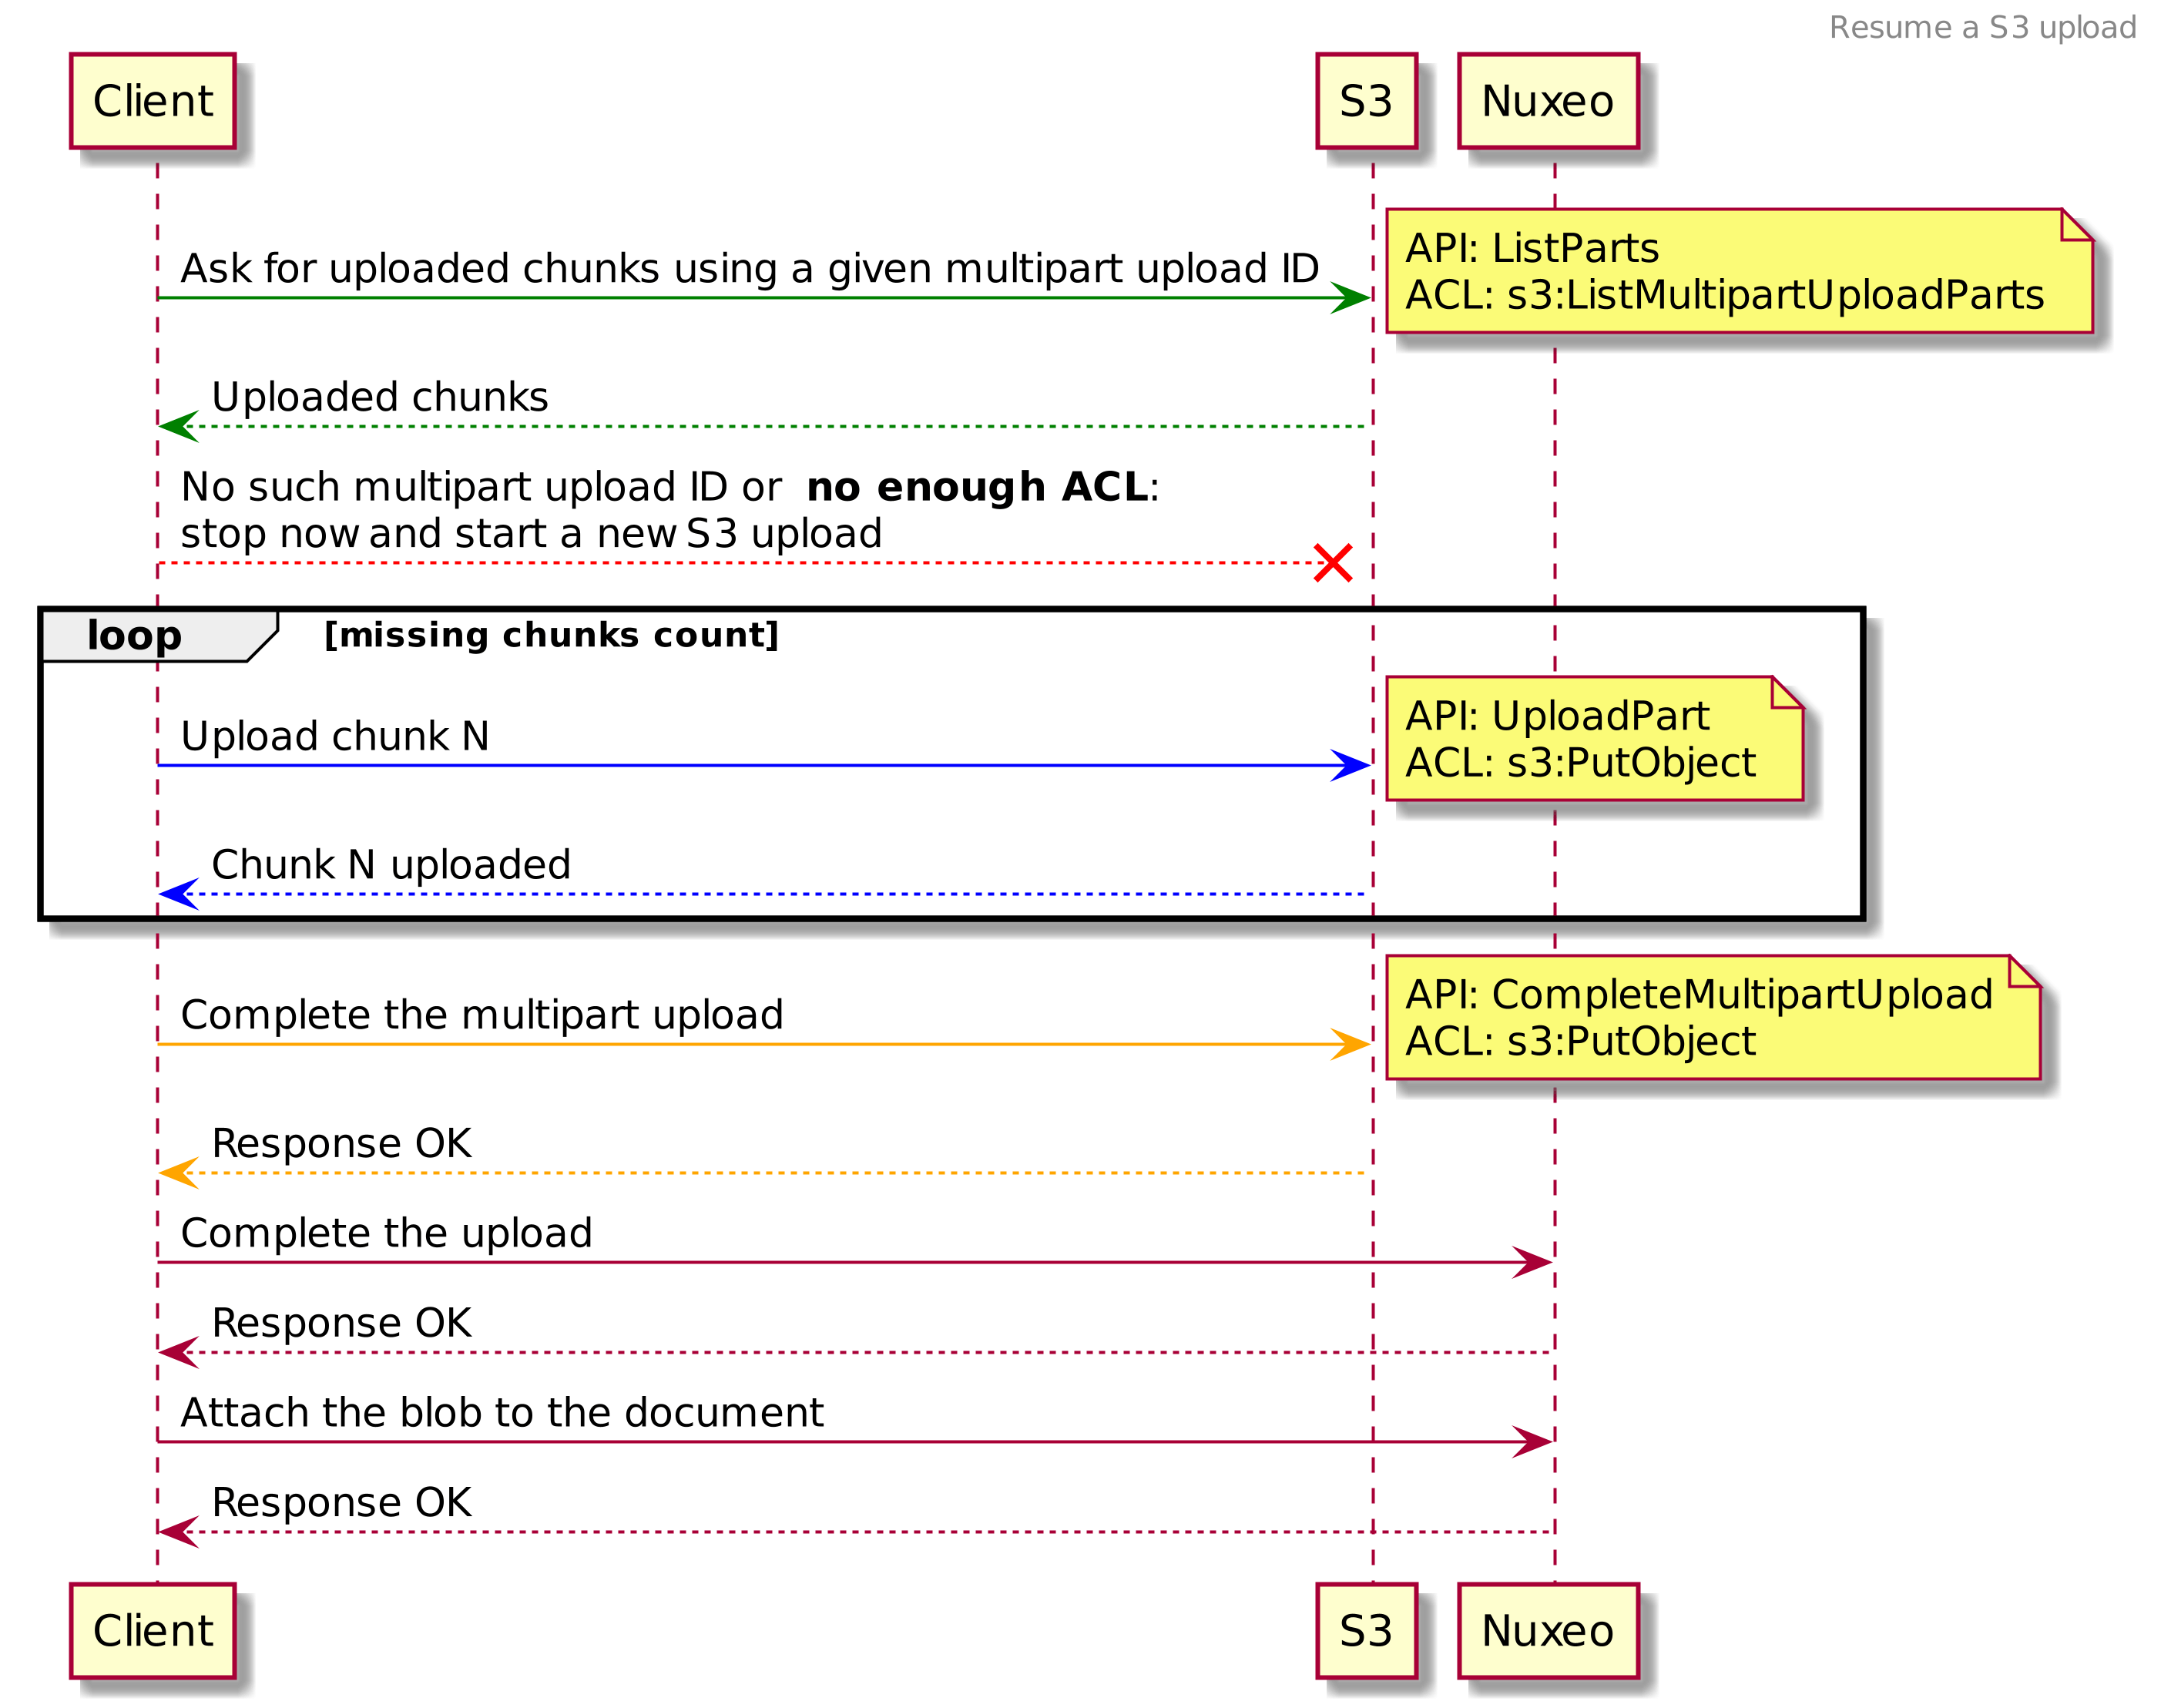 Resume a S3 upload
Client
S3
Nuxeo
API: ListParts
ACL: s3:ListMultipartUploadParts
Ask for uploaded chunks using a given multipart upload ID
Uploaded chunks
No such multipart upload ID or no enough ACL:
stop now and start a new S3 upload
loop [missing chunks count]
API: UploadPart
ACL: s3:PutObject
Upload chunk N
Chunk N uploaded
API: CompleteMultipartUpload
ACL: s3:PutObject
Complete the multipart upload
Response OK
Complete the upload
Response OK
Attach the blob to the document
Response OK
Client
S3
Nuxeo